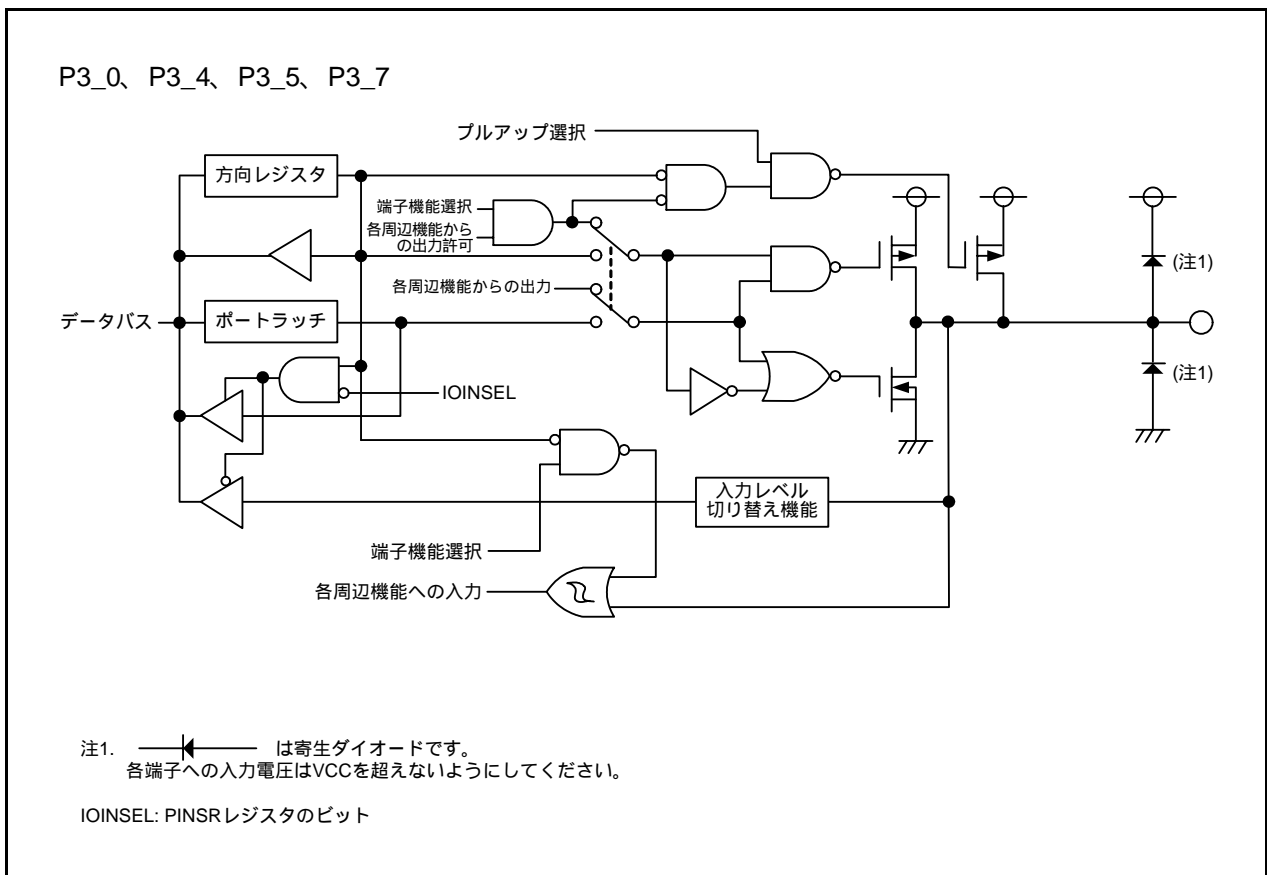 P3_0、 P3_4、 P3_5、 P3_7
プルアップ選択
方向レジスタ
端子機能選択
各周辺機能から
の出力許可
(注1)
各周辺機能からの出力
データバス
ポートラッチ
(注1)
IOINSEL
入力レベル
切り替え機能
端子機能選択
各周辺機能への入力
注1. は寄生ダイオードです。
各端子への入力電圧はVCCを超えないようにしてください。
IOINSEL: PINSRレジスタのビット